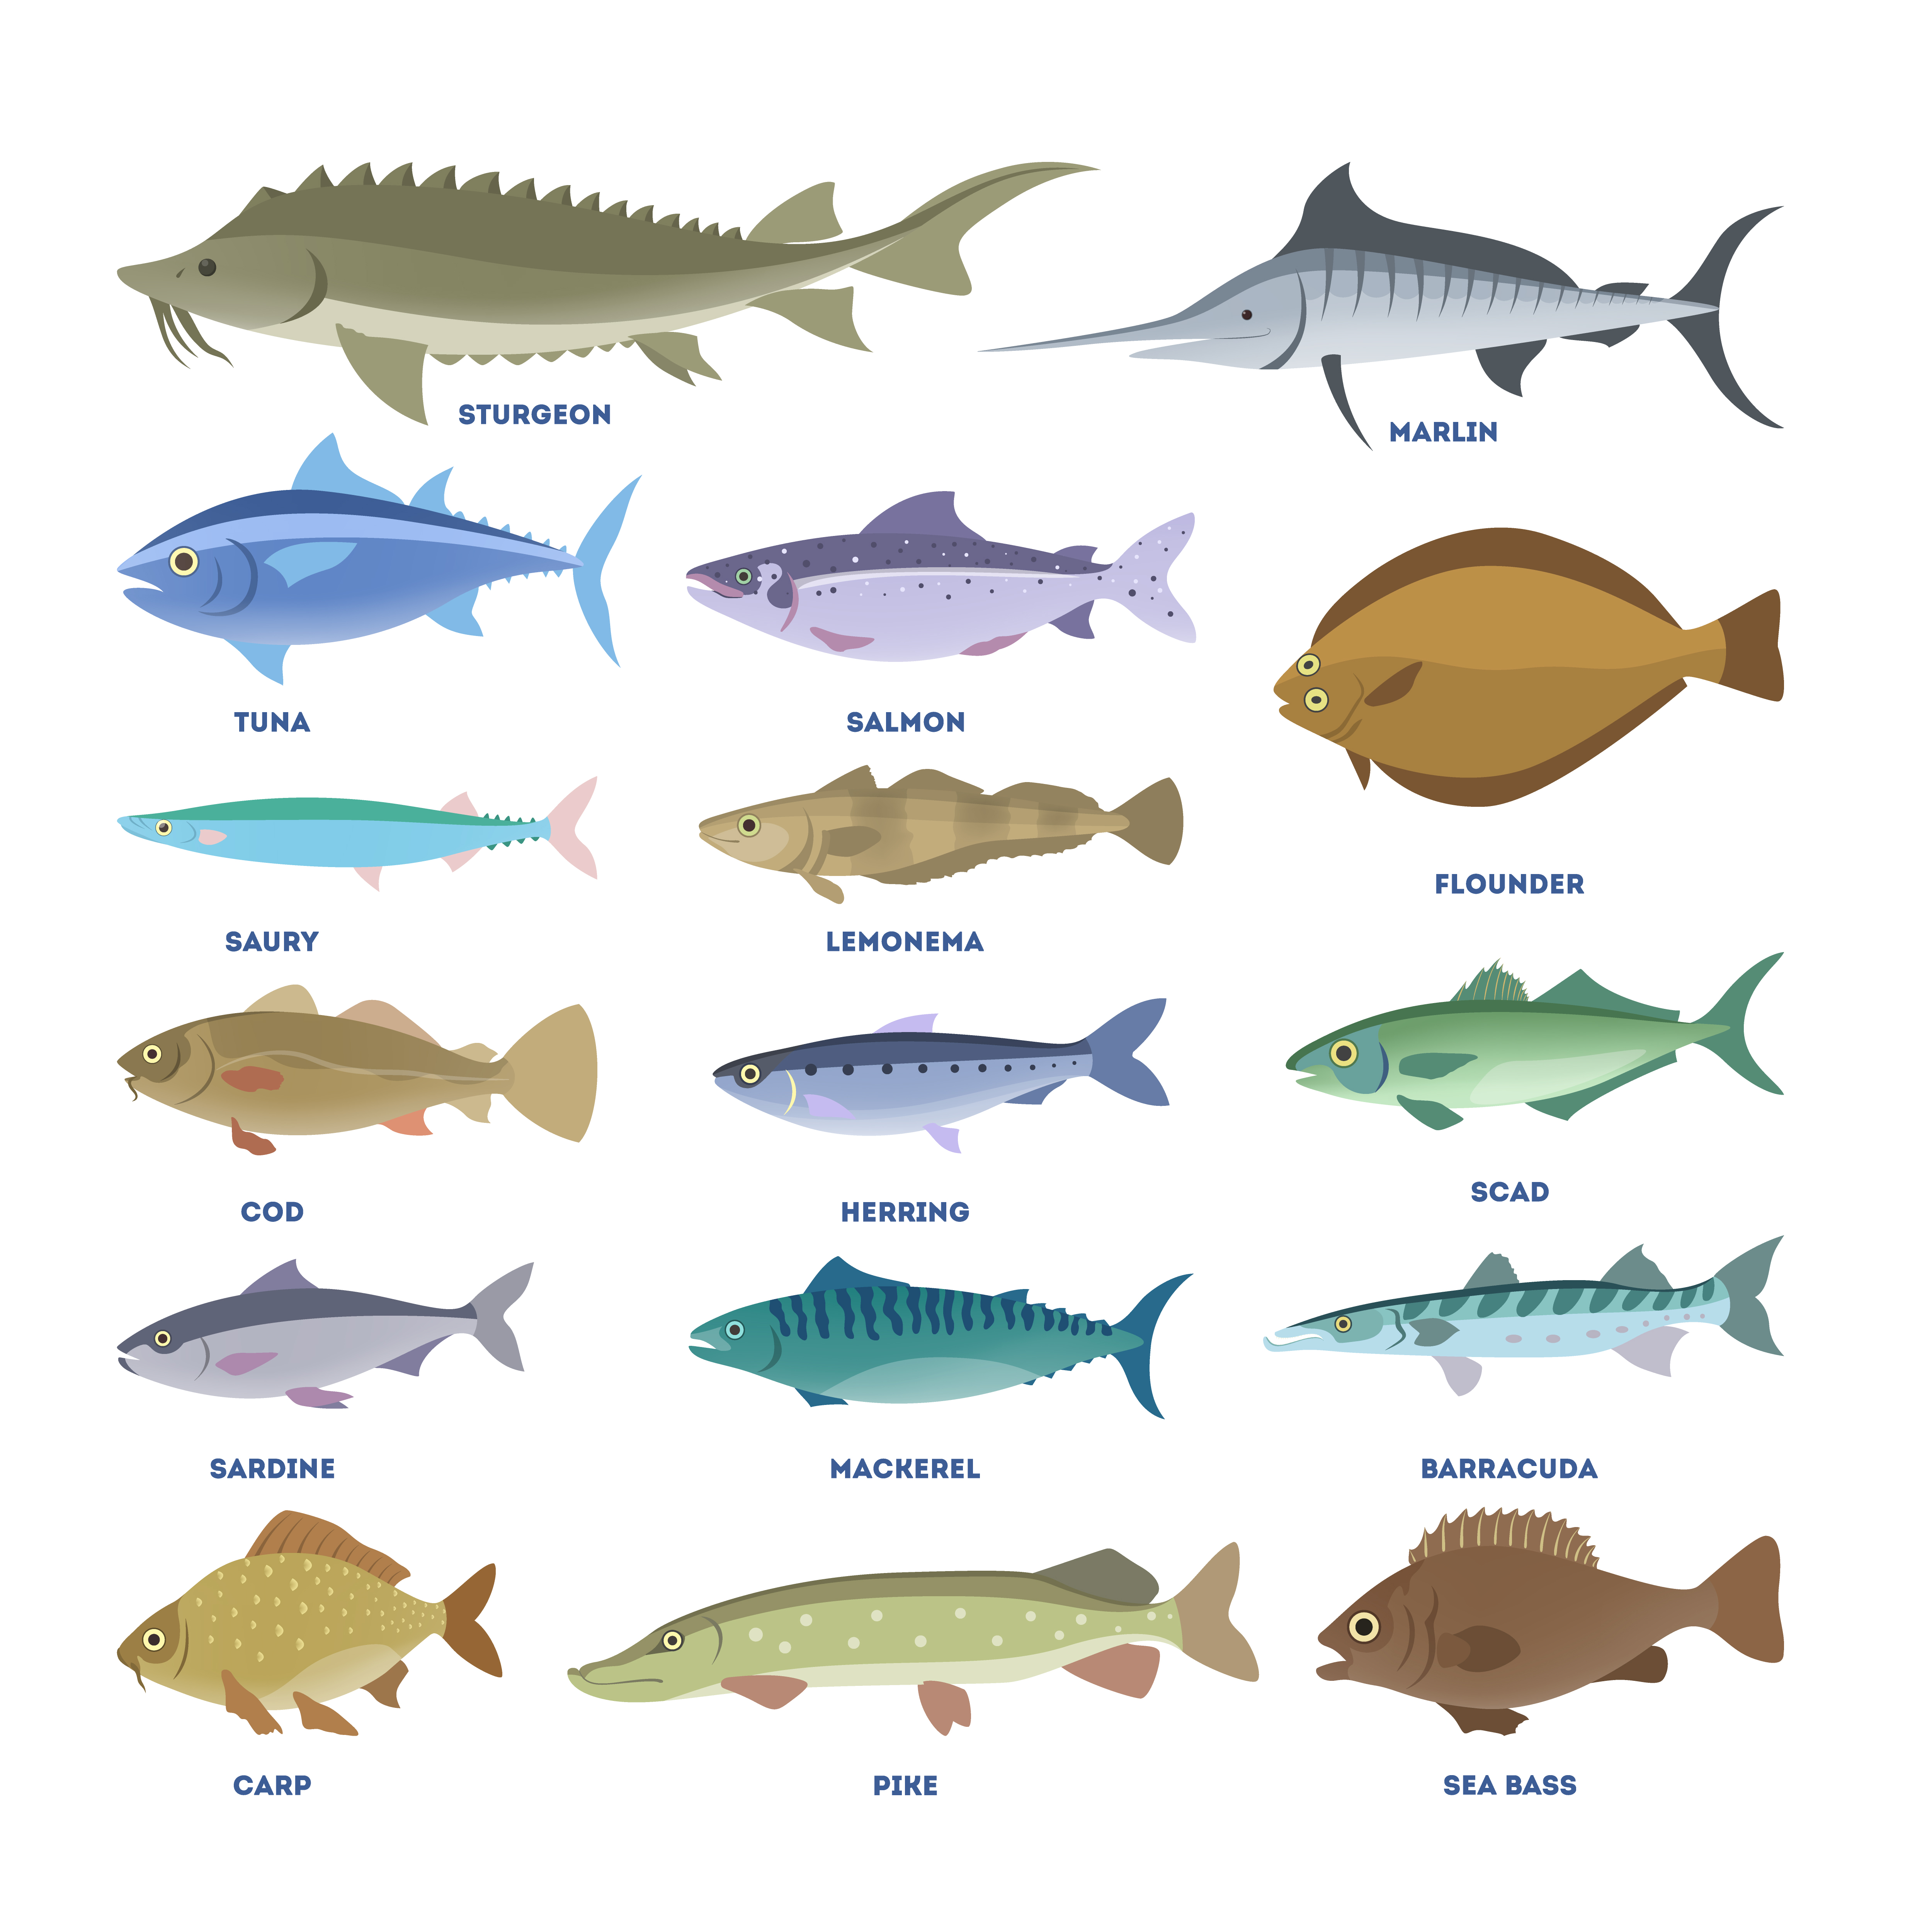 STURGEON
MARLIN
TUNA
SALMON
FLOUNDER
SAURY
LEMONEMA
COD
HERRING
SCAD
SARDINE
MACKEREL
BARRACUDA
CARP
PIKE
SEA BASS